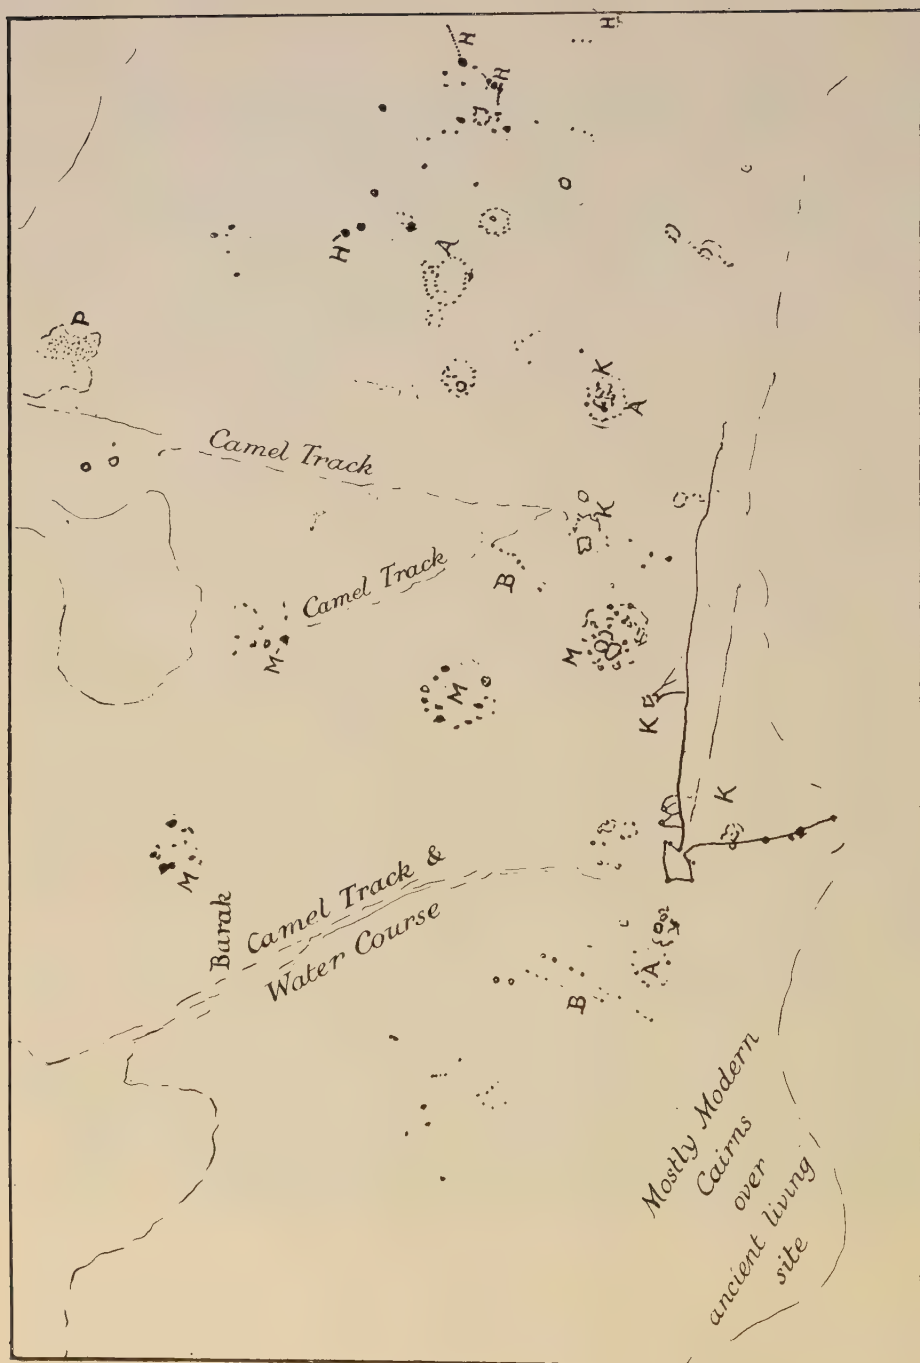 H
H
H
H
A
P
K
A
Camel Track
K
Camel Track
B
M
M
M
K
K
M
Barak
Camel Track &
Water Course
A
B
Mostly Modern
Cairns
over
ancient living
site